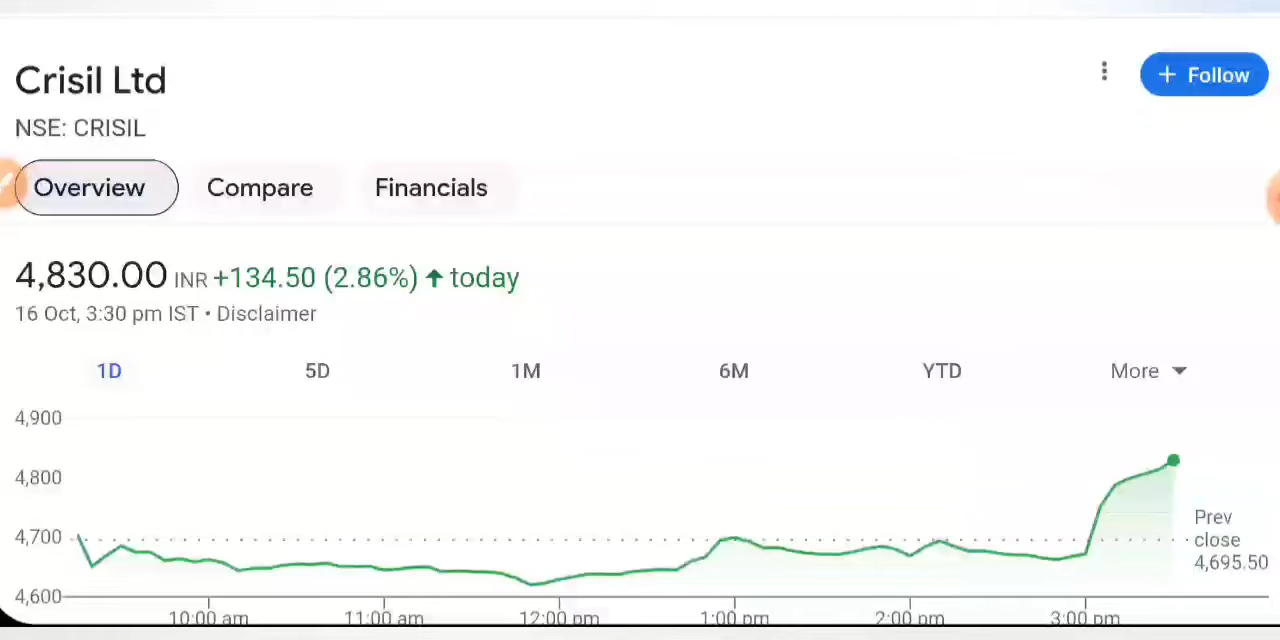 Crisil Ltd
+ Follow
NSE: CRISIL
Overview Compare Financials
4,830.00 INR +134.50 (2.86%) ↑ today
16 Oct, 3:30 pm IST • Disclaimer
1D 5D 1M 6M YTD More
4,900
4,800
4,700
4,600
Prev
close
4,695.50
10:00 am 11:00 am 12:00 pm 1:00 pm 2:00 pm 3:00 pm